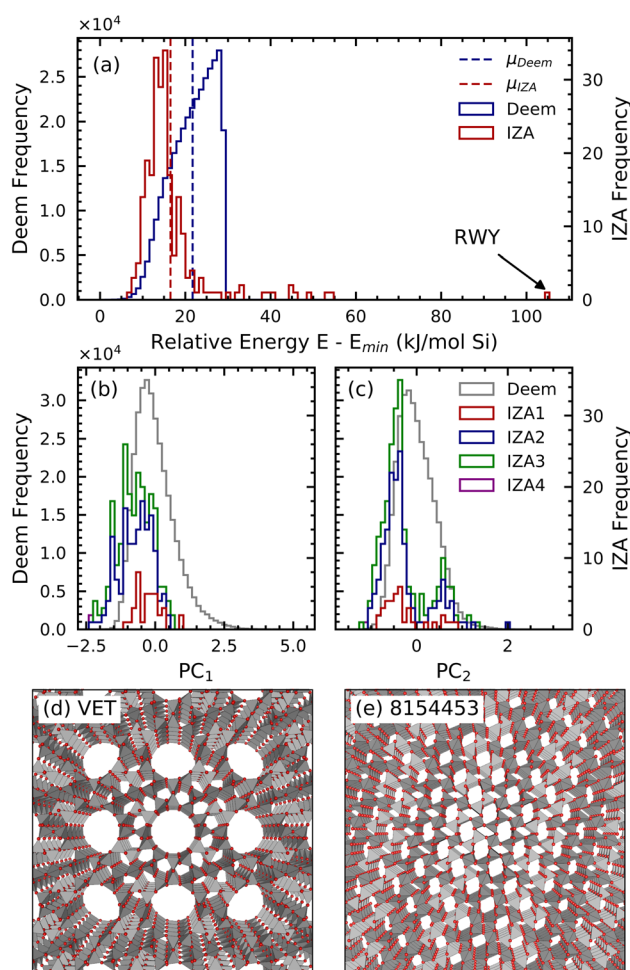 ×10⁴
(a)
μDeem
μIZA
Deem
IZA
RWY
2.5
2.0
1.5
1.0
0.5
0.0
Deem Frequency
30
20
10
0
IZA Frequency
0 20 40 60 80 100
Relative Energy E - Emin (kJ/mol Si)
×10⁴
(b)
3.0
2.5
2.0
1.5
1.0
0.5
0.0
Deem Frequency
−2.5 0.0 2.5 5.0
PC₁
(c)
Deem
IZA1
IZA2
IZA3
IZA4
30
20
10
0
IZA Frequency
0 2
PC₂
(d) VET
(e) 8154453